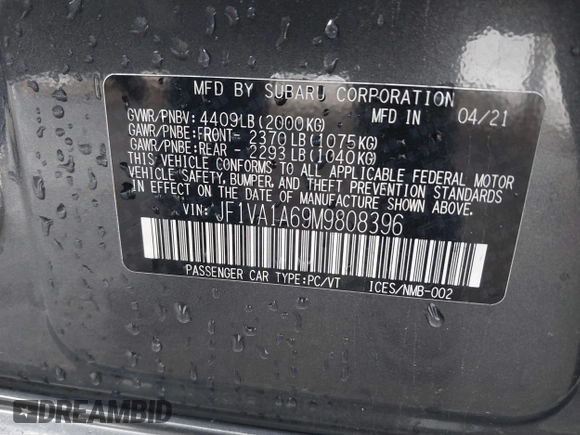 MFD BY SUBARU CORPORATION
GVWR/PNBV: 4409LB(2000KG) MFD IN 04/21
GAWR/PNBE:FRONT- 2370LB(1075KG)
GAWR/PNBE:REAR - 2293LB(1040KG)
THIS VEHICLE CONFORMS TO ALL APPLICABLE FEDERAL MOTOR
VEHICLE SAFETY, BUMPER, AND THEFT PREVENTION STANDARDS
IN EFFECT ON THE DATE OF MANUFACTURE SHOWN ABOVE.
VIN: JF1VA1A69M9808396
PASSENGER CAR TYPE:PC/VT ICES/NMB-002
DREAMBID